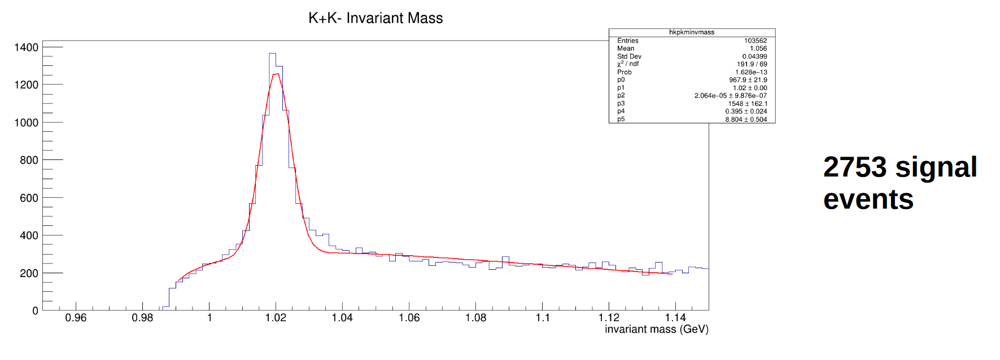 K+K- Invariant Mass
hkpkminvmass
Entries 103562
Mean 1.056
Std Dev 0.04399
χ² / ndf 191.9 / 69
Prob 1.628e−13
p0 967.9 ± 21.9
p1 1.02 ± 0.00
p2 2.064e−05 ± 9.876e−07
p3 1548 ± 162.1
p4 0.395 ± 0.024
p5 8.804 ± 0.504
1400
1200
1000
800
600
400
200
0
0.96 0.98 1 1.02 1.04 1.06 1.08 1.1 1.12 1.14
invariant mass (GeV)
2753 signal
events